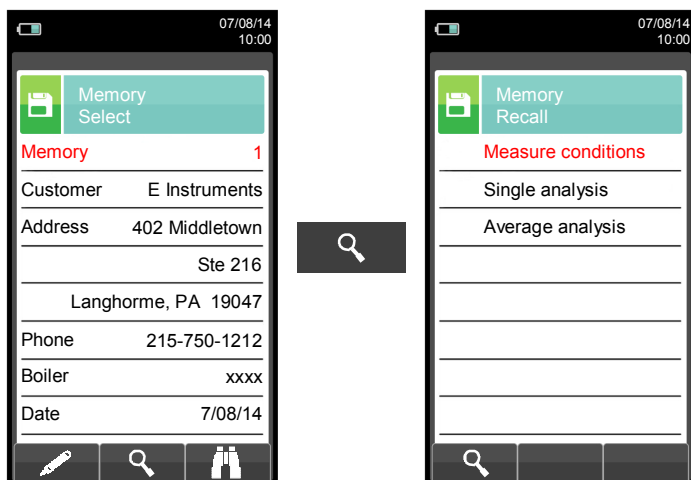 07/08/14
10:00
Memory
Select
Memory 1
Customer E Instruments
Address 402 Middletown
Ste 216
Langhorme, PA 19047
Phone 215-750-1212
Boiler xxxx
Date 7/08/14
07/08/14
10:00
Memory
Recall
Measure conditions
Single analysis
Average analysis